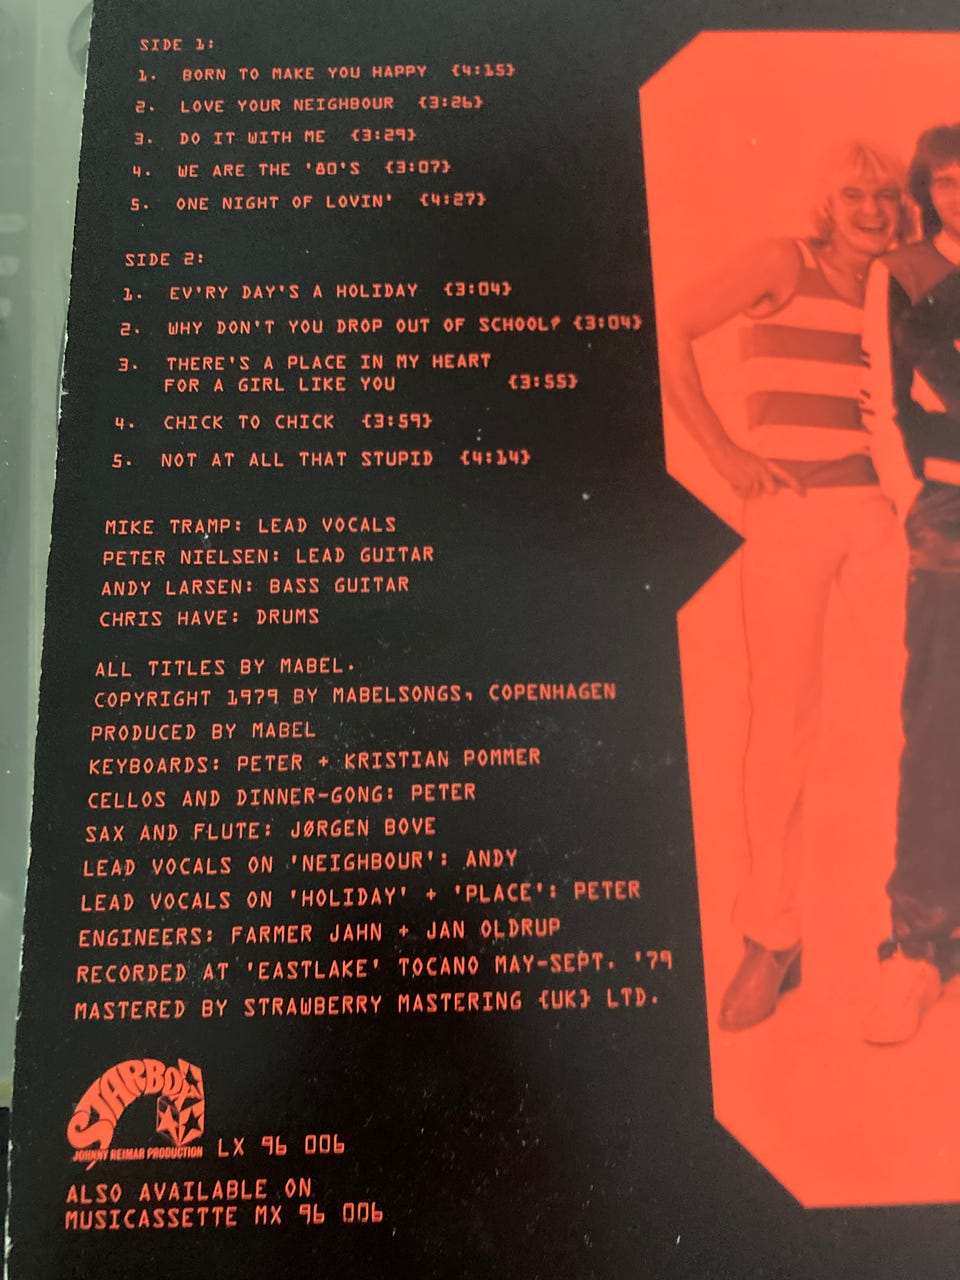 SIDE 1:
1. BORN TO MAKE YOU HAPPY {4:15}
2. LOVE YOUR NEIGHBOUR {3:26}
3. DO IT WITH ME {3:29}
4. WE ARE THE '80'S {3:07}
5. ONE NIGHT OF LOVIN' {4:27}
SIDE 2:
1. EV'RY DAY'S A HOLIDAY {3:04}
2. WHY DON'T YOU DROP OUT OF SCHOOL? {3:04}
3. THERE'S A PLACE IN MY HEART
FOR A GIRL LIKE YOU {3:55}
4. CHICK TO CHICK {3:59}
5. NOT AT ALL THAT STUPID {4:14}
MIKE TRAMP: LEAD VOCALS
PETER NIELSEN: LEAD GUITAR
ANDY LARSEN: BASS GUITAR
CHRIS HAVE: DRUMS
ALL TITLES BY MABEL.
COPYRIGHT 1979 BY MABELSONGS, COPENHAGEN
PRODUCED BY MABEL
KEYBOARDS: PETER + KRISTIAN POMMER
CELLOS AND DINNER-GONG: PETER
SAX AND FLUTE: JØRGEN BOVE
LEAD VOCALS ON 'NEIGHBOUR': ANDY
LEAD VOCALS ON 'HOLIDAY' + 'PLACE': PETER
ENGINEERS: FARMER JAHN + JAN OLDRUP
RECORDED AT 'EASTLAKE' TOCANO MAY-SEPT. '79
MASTERED BY STRAWBERRY MASTERING {UK} LTD.
STARBOX
JOHNNY REIMAR PRODUCTION LX 96 006
ALSO AVAILABLE ON
MUSICASSETTE MX 96 006